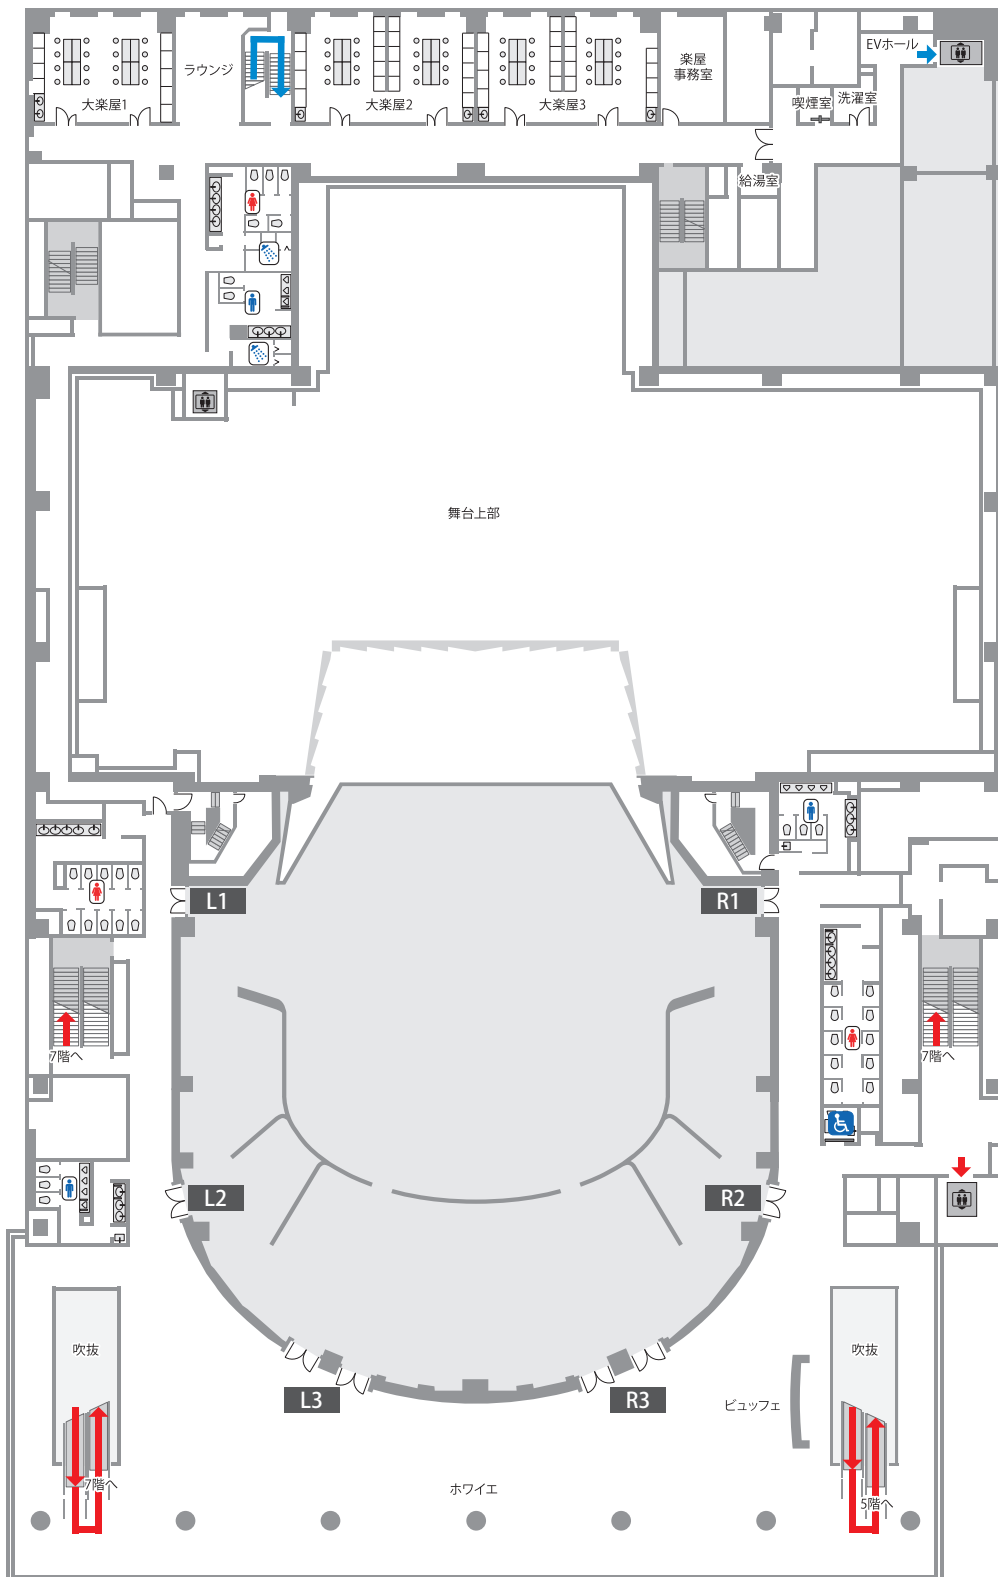 EVホール
ラウンジ
楽屋
事務室
大楽屋1
大楽屋2
大楽屋3
喫煙室
洗濯室
給湯室
舞台上部
L1
R1
7階へ
7階へ
L2
R2
吹抜
吹抜
L3
R3
ビュッフェ
7階へ
ホワイエ
5階へ